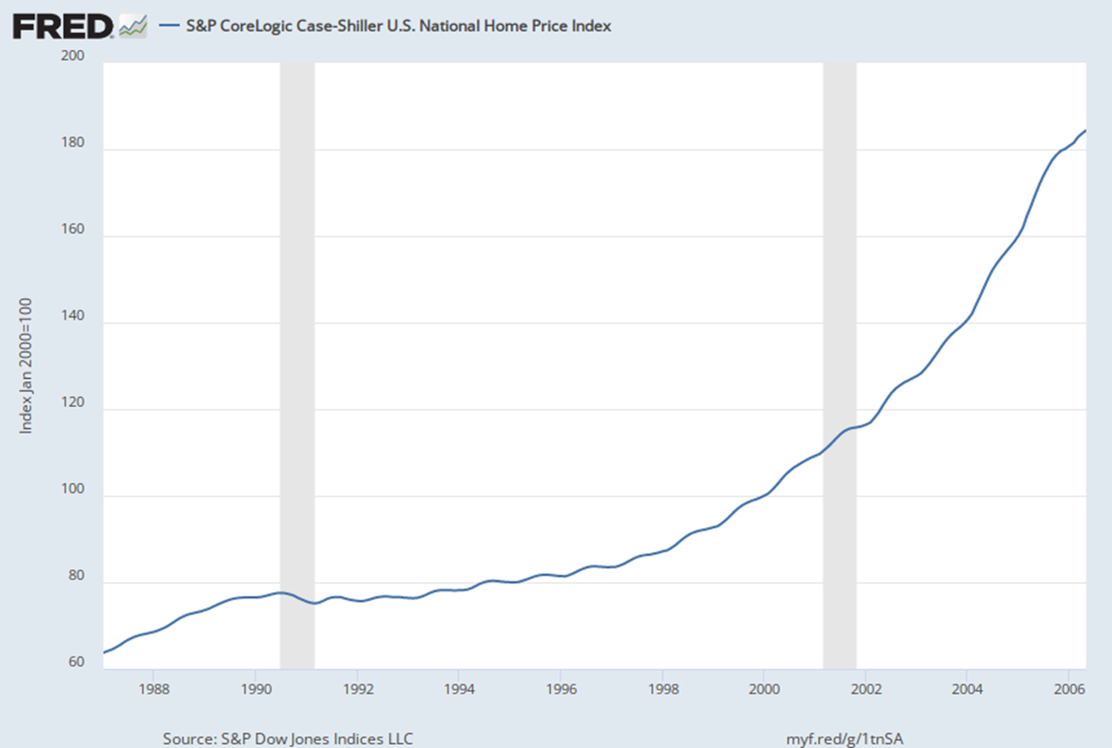 FRED
S&P CoreLogic Case-Shiller U.S. National Home Price Index
200
180
160
140
120
100
80
60
Index Jan 2000=100
1988 1990 1992 1994 1996 1998 2000 2002 2004 2006
Source: S&P Dow Jones Indices LLC
myf.red/g/1tnSA